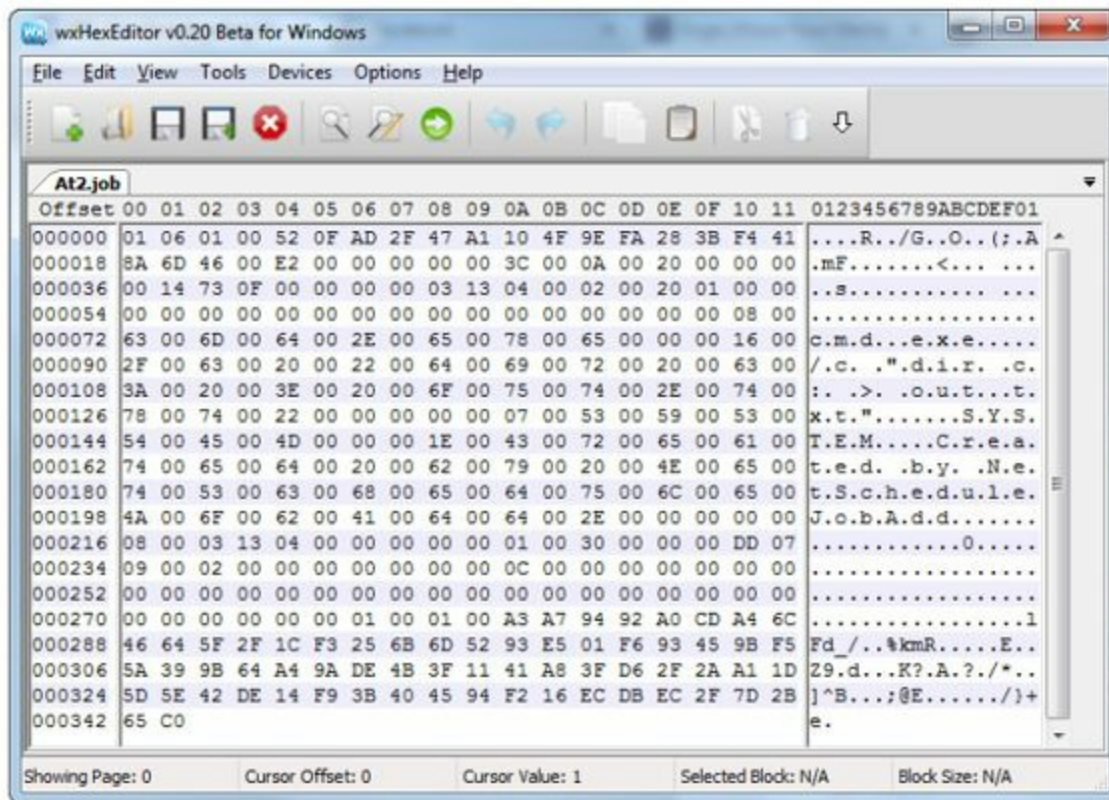 wxHexEditor v0.20 Beta for Windows
File Edit View Tools Devices Options Help
At2.job
Offset 00 01 02 03 04 05 06 07 08 09 0A 0B 0C 0D 0E 0F 10 11 0123456789ABCDEF01
000000 01 06 01 00 52 0F AD 2F 47 A1 10 4F 9E FA 28 3B F4 41 ....R../G..O..(;.A
000018 8A 6D 46 00 E2 00 00 00 00 00 3C 00 0A 00 20 00 00 00 .mF.......<... ...
000036 00 14 73 0F 00 00 00 00 03 13 04 00 02 00 20 01 00 00 ..s........... ...
000054 00 00 00 00 00 00 00 00 00 00 00 00 00 00 00 00 08 00 ..................
000072 63 00 6D 00 64 00 2E 00 65 00 78 00 65 00 00 00 16 00 c.m.d...e.x.e.....
000090 2F 00 63 00 20 00 22 00 64 00 69 00 72 00 20 00 63 00 /.c. .".d.i.r. .c.
000108 3A 00 20 00 3E 00 20 00 6F 00 75 00 74 00 2E 00 74 00 :. .>. .o.u.t...t.
000126 78 00 74 00 22 00 00 00 00 00 07 00 53 00 59 00 53 00 x.t.".......S.Y.S.
000144 54 00 45 00 4D 00 00 00 1E 00 43 00 72 00 65 00 61 00 T.E.M.....C.r.e.a.
000162 74 00 65 00 64 00 20 00 62 00 79 00 20 00 4E 00 65 00 t.e.d. .b.y. .N.e.
000180 74 00 53 00 63 00 68 00 65 00 64 00 75 00 6C 00 65 00 t.S.c.h.e.d.u.l.e.
000198 4A 00 6F 00 62 00 41 00 64 00 64 00 2E 00 00 00 00 00 J.o.b.A.d.d.......
000216 08 00 03 13 04 00 00 00 00 00 01 00 30 00 00 00 DD 07 ............0.....
000234 09 00 02 00 00 00 00 00 00 00 0C 00 00 00 00 00 00 00 ..................
000252 00 00 00 00 00 00 00 00 00 00 00 00 00 00 00 00 00 00 ..................
000270 00 00 00 00 00 00 01 00 01 00 A3 A7 94 92 A0 CD A4 6C .................l
000288 46 64 5F 2F 1C F3 25 6B 6D 52 93 E5 01 F6 93 45 9B F5 Fd_/..%kmR.....E..
000306 5A 39 9B 64 A4 9A DE 4B 3F 11 41 A8 3F D6 2F 2A A1 1D Z9.d...K?.A.?./*..
000324 5D 5E 42 DE 14 F9 3B 40 45 94 F2 16 EC DB EC 2F 7D 2B ]^B...;@E....../}+
000342 65 C0 e.
Showing Page: 0 Cursor Offset: 0 Cursor Value: 1 Selected Block: N/A Block Size: N/A